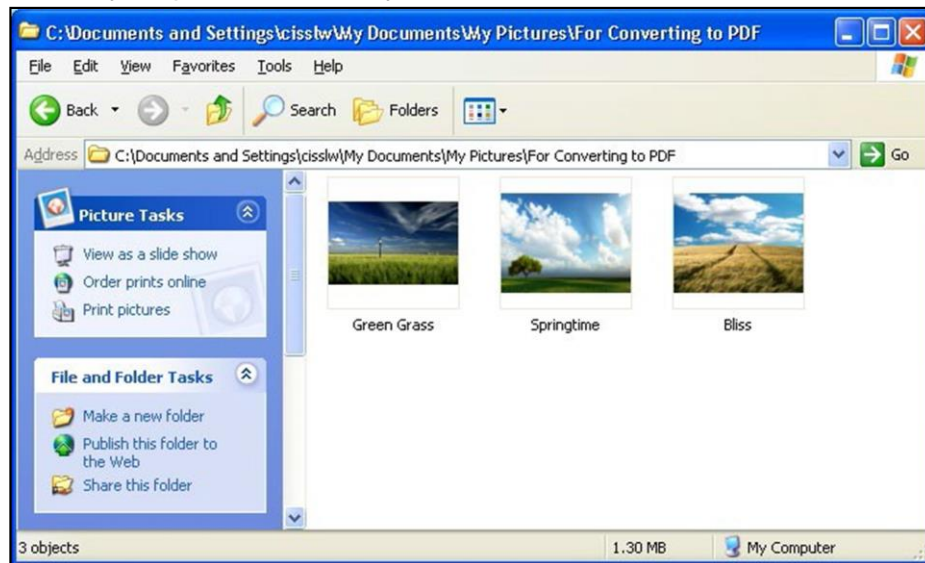 C:\Documents and Settings\cisslw\My Documents\My Pictures\For Converting to PDF
File Edit View Favorites Tools Help
Back Search Folders
Address C:\Documents and Settings\cisslw\My Documents\My Pictures\For Converting to PDF Go
Picture Tasks
View as a slide show
Order prints online
Print pictures
File and Folder Tasks
Make a new folder
Publish this folder to
the Web
Share this folder
Green Grass Springtime Bliss
3 objects 1.30 MB My Computer